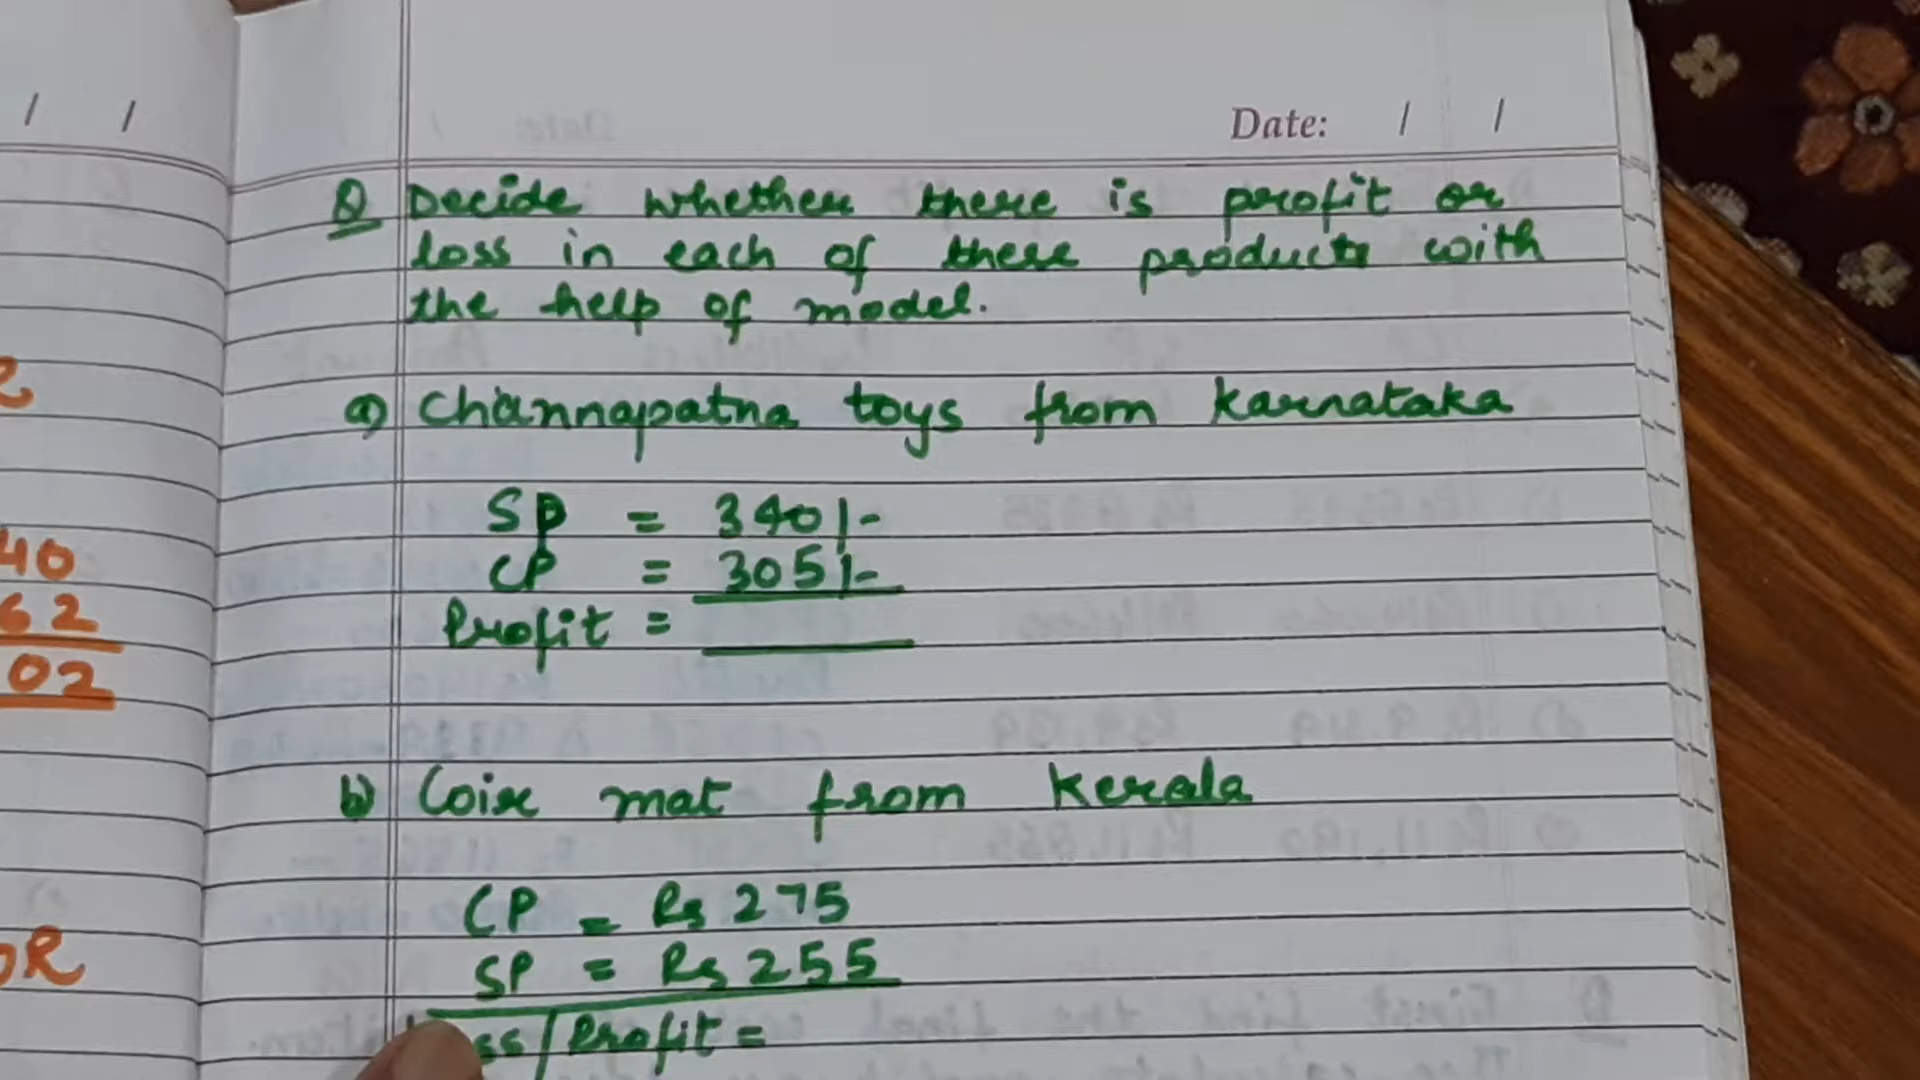 / /
Date: / /
Q Decide whether there is profit or
loss in each of these products with
the help of model.
a) Channapatna toys from Karnataka
SP = 340/-
CP = 305/-
Profit =
b) Coir mat from Kerala
CP = Rs 275
SP = Rs 255
/Profit =
40
62
02
OR